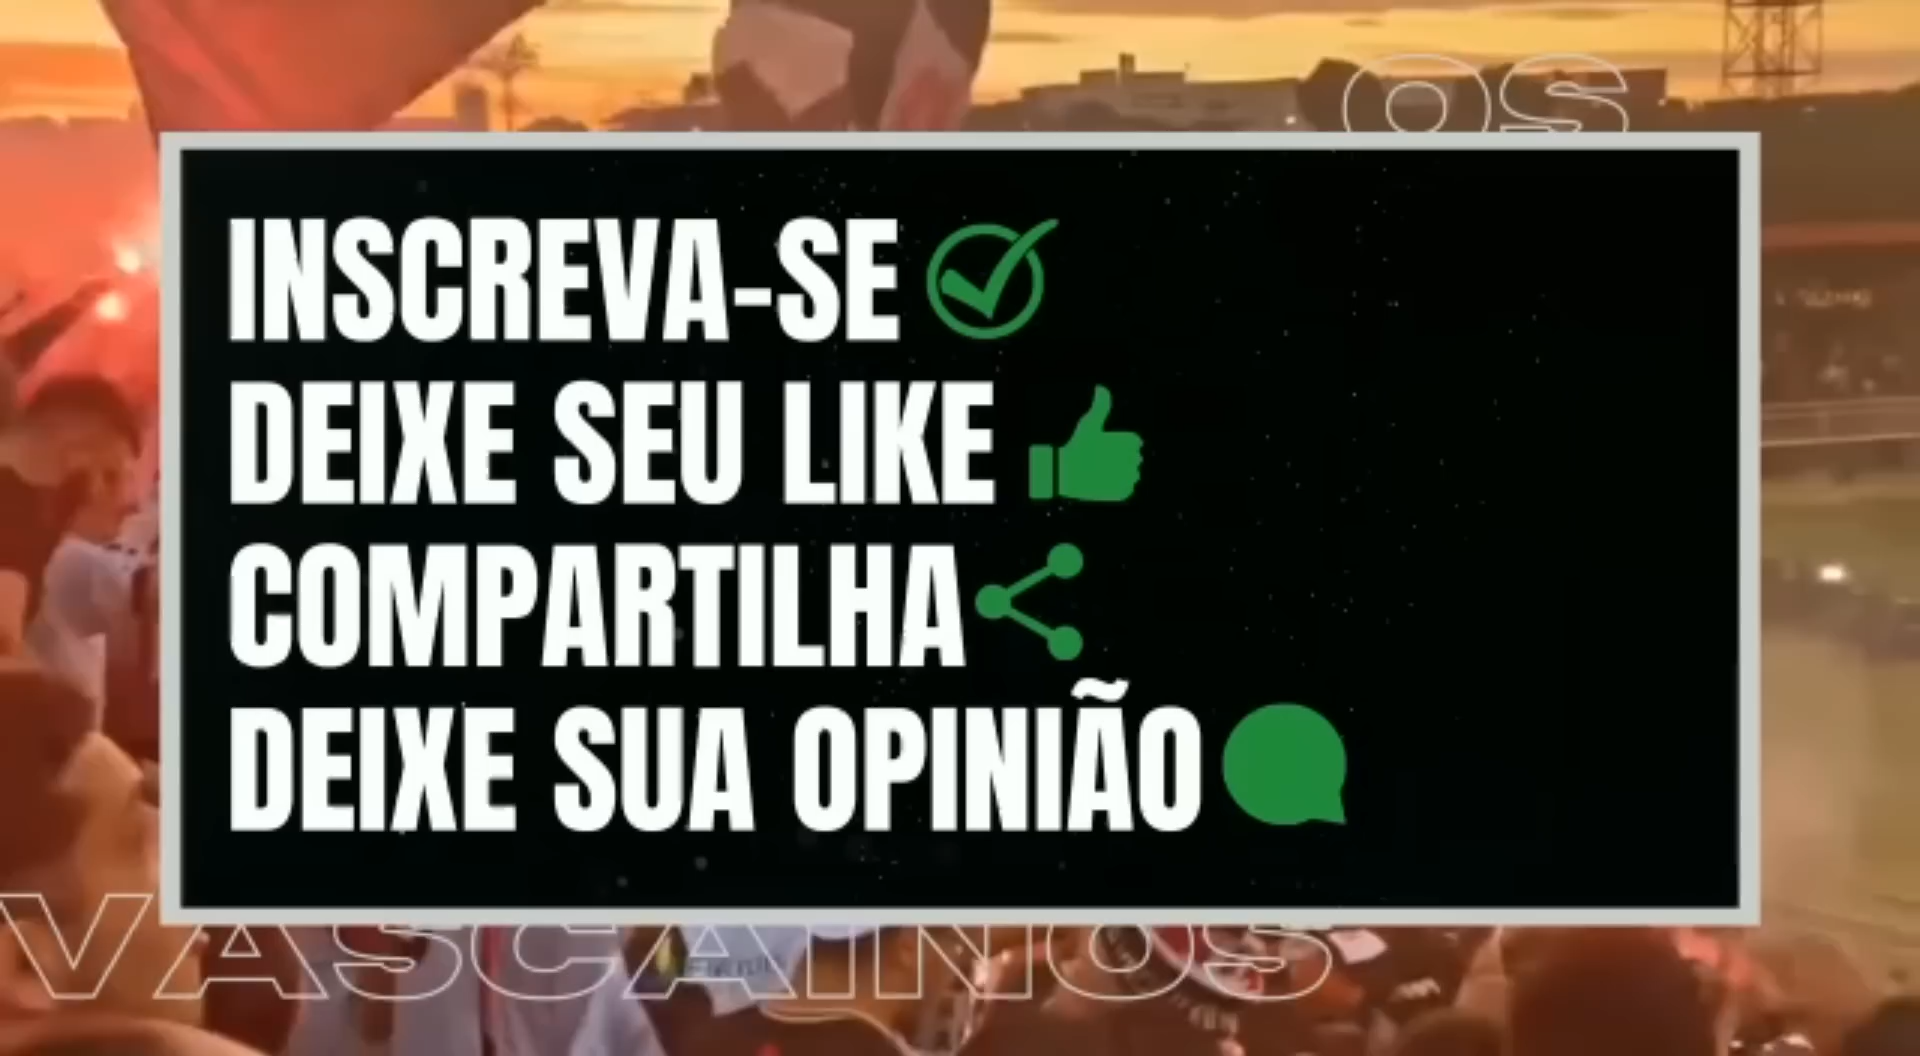 OS
INSCREVA-SE
DEIXE SEU LIKE
COMPARTILHA
DEIXE SUA OPINIÃO
VASCAINOS